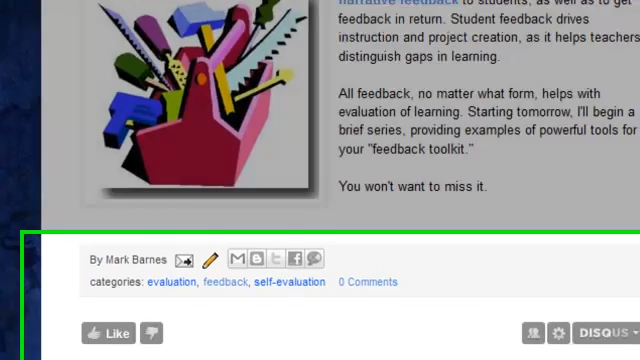 narrative feedback to students, as well as to get
feedback in return. Student feedback drives
instruction and project creation, as it helps teachers
distinguish gaps in learning.
All feedback, no matter what form, helps with
evaluation of learning. Starting tomorrow, I'll begin a
brief series, providing examples of powerful tools for
your "feedback toolkit."
You won't want to miss it.
By Mark Barnes
categories: evaluation, feedback, self-evaluation 0 Comments
Like DISQUS